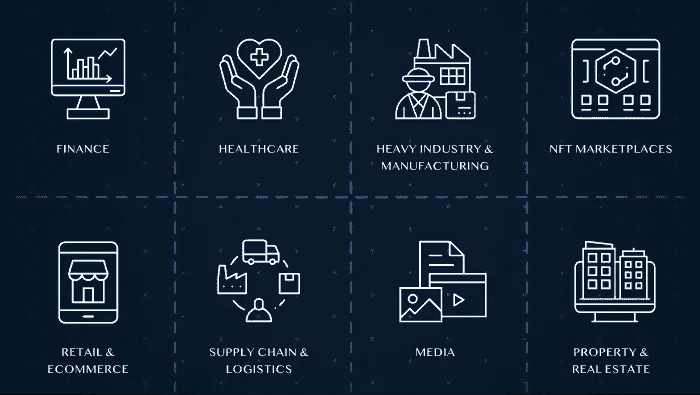 FINANCE
HEALTHCARE
HEAVY INDUSTRY &
MANUFACTURING
NFT MARKETPLACES
RETAIL &
ECOMMERCE
SUPPLY CHAIN &
LOGISTICS
MEDIA
PROPERTY &
REAL ESTATE